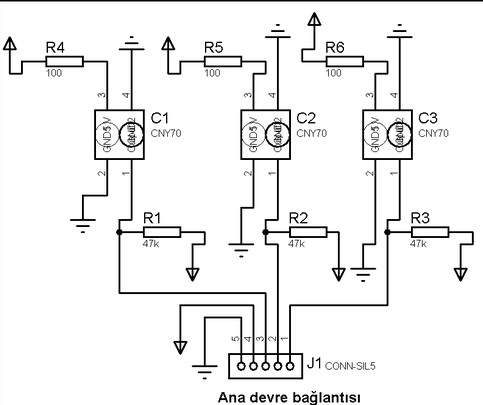 R4
100
R5
100
R6
100
3
4
3
4
3
4
C1
CNY70
C2
CNY70
C3
CNY70
2
1
2
1
2
1
R1
47k
R2
47k
R3
47k
5
4
3
2
1
J1 CONN-SIL5
Ana devre bağlantısı